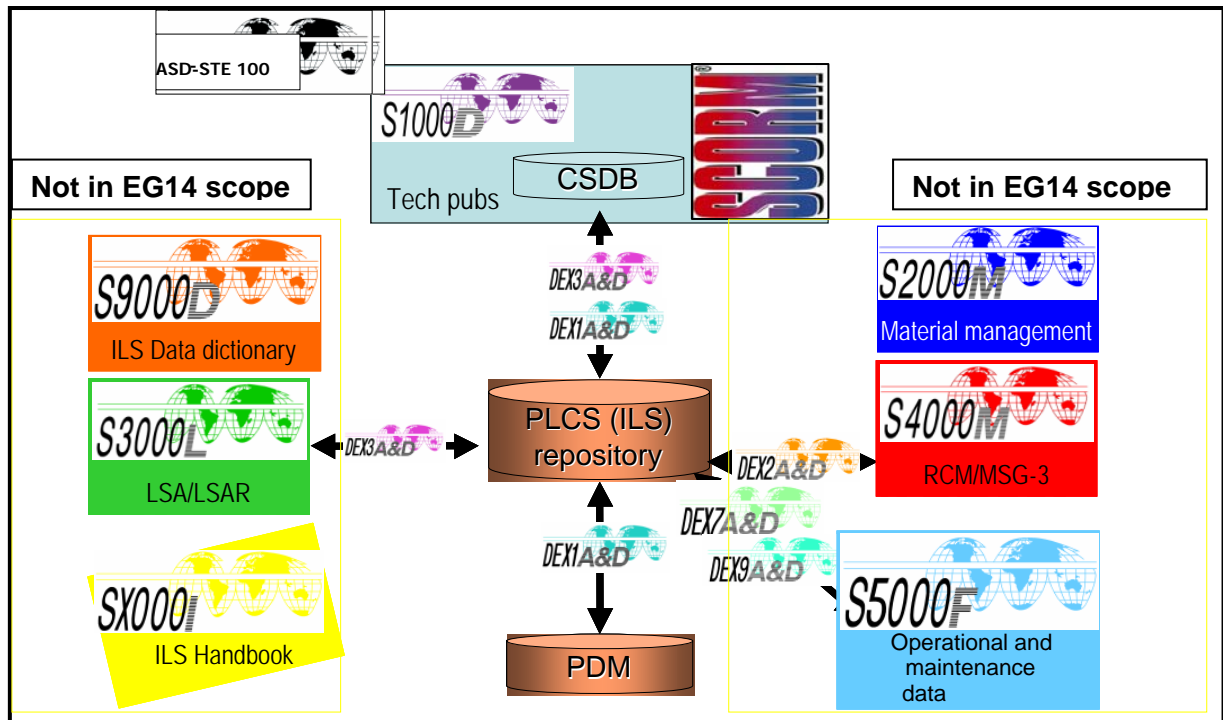 ASD-STE 100
S1000D
SCORM
CSDB
Tech pubs
Not in EG14 scope
Not in EG14 scope
S9000D
ILS Data dictionary
DEX3A&D
DEX1A&D
S2000M
Material management
S3000L
LSA/LSAR
DEX3A&D
PLCS (ILS)
repository
DEX2A&D
S4000M
RCM/MSG-3
DEX7A&D
DEX1A&D
DEX9A&D
SX000I
ILS Handbook
PDM
S5000F
Operational and
maintenance
data